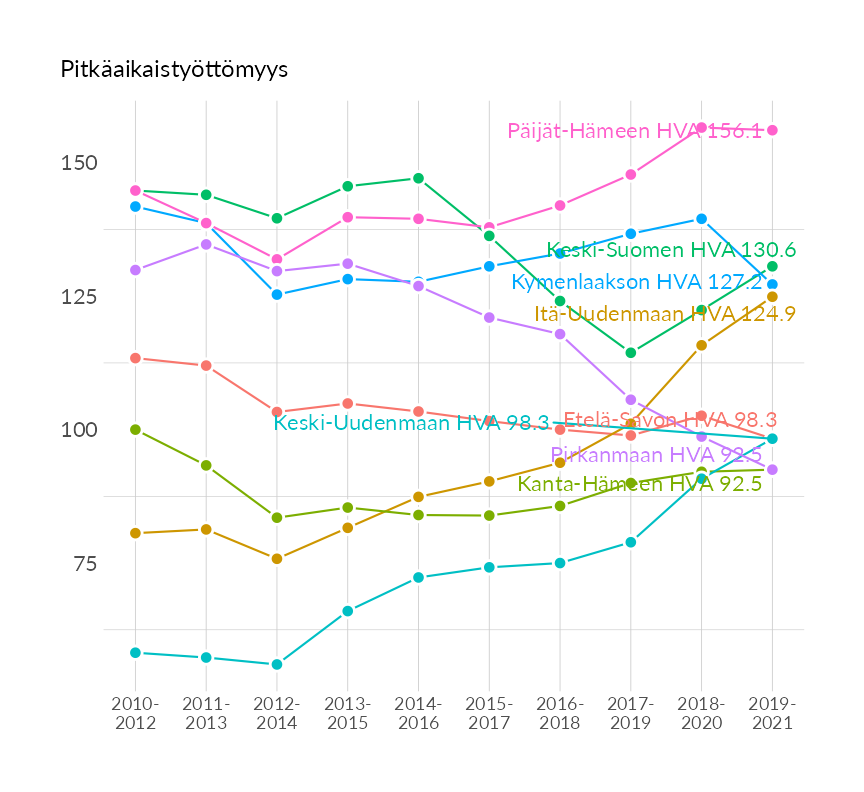 Pitkäaikaistyöttömyys
Päijät-Hämeen HVA 156.1
150
Keski-Suomen HVA 130.6
Kymenlaakson HVA 127.2
125
Itä-Uudenmaan HVA 124.9
Etelä-Savon HVA 98.3
Keski-Uudenmaan HVA 98.3
100
Pirkanmaan HVA 92.5
Kanta-Hämeen HVA 92.5
75
2010- 2011- 2012- 2013- 2014- 2015- 2016- 2017- 2018- 2019-
2012 2013 2014 2015 2016 2017 2018 2019 2020 2021